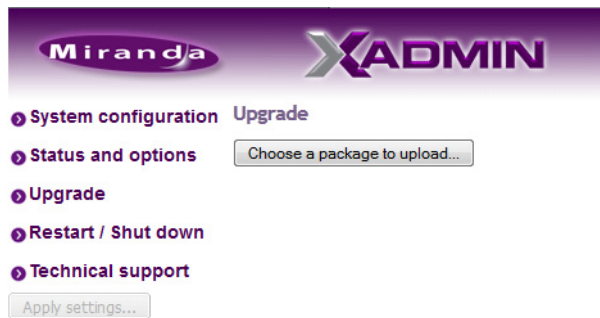 Miranda
XADMIN
System configuration
Status and options
Upgrade
Restart / Shut down
Technical support
Apply settings...
Upgrade
Choose a package to upload...